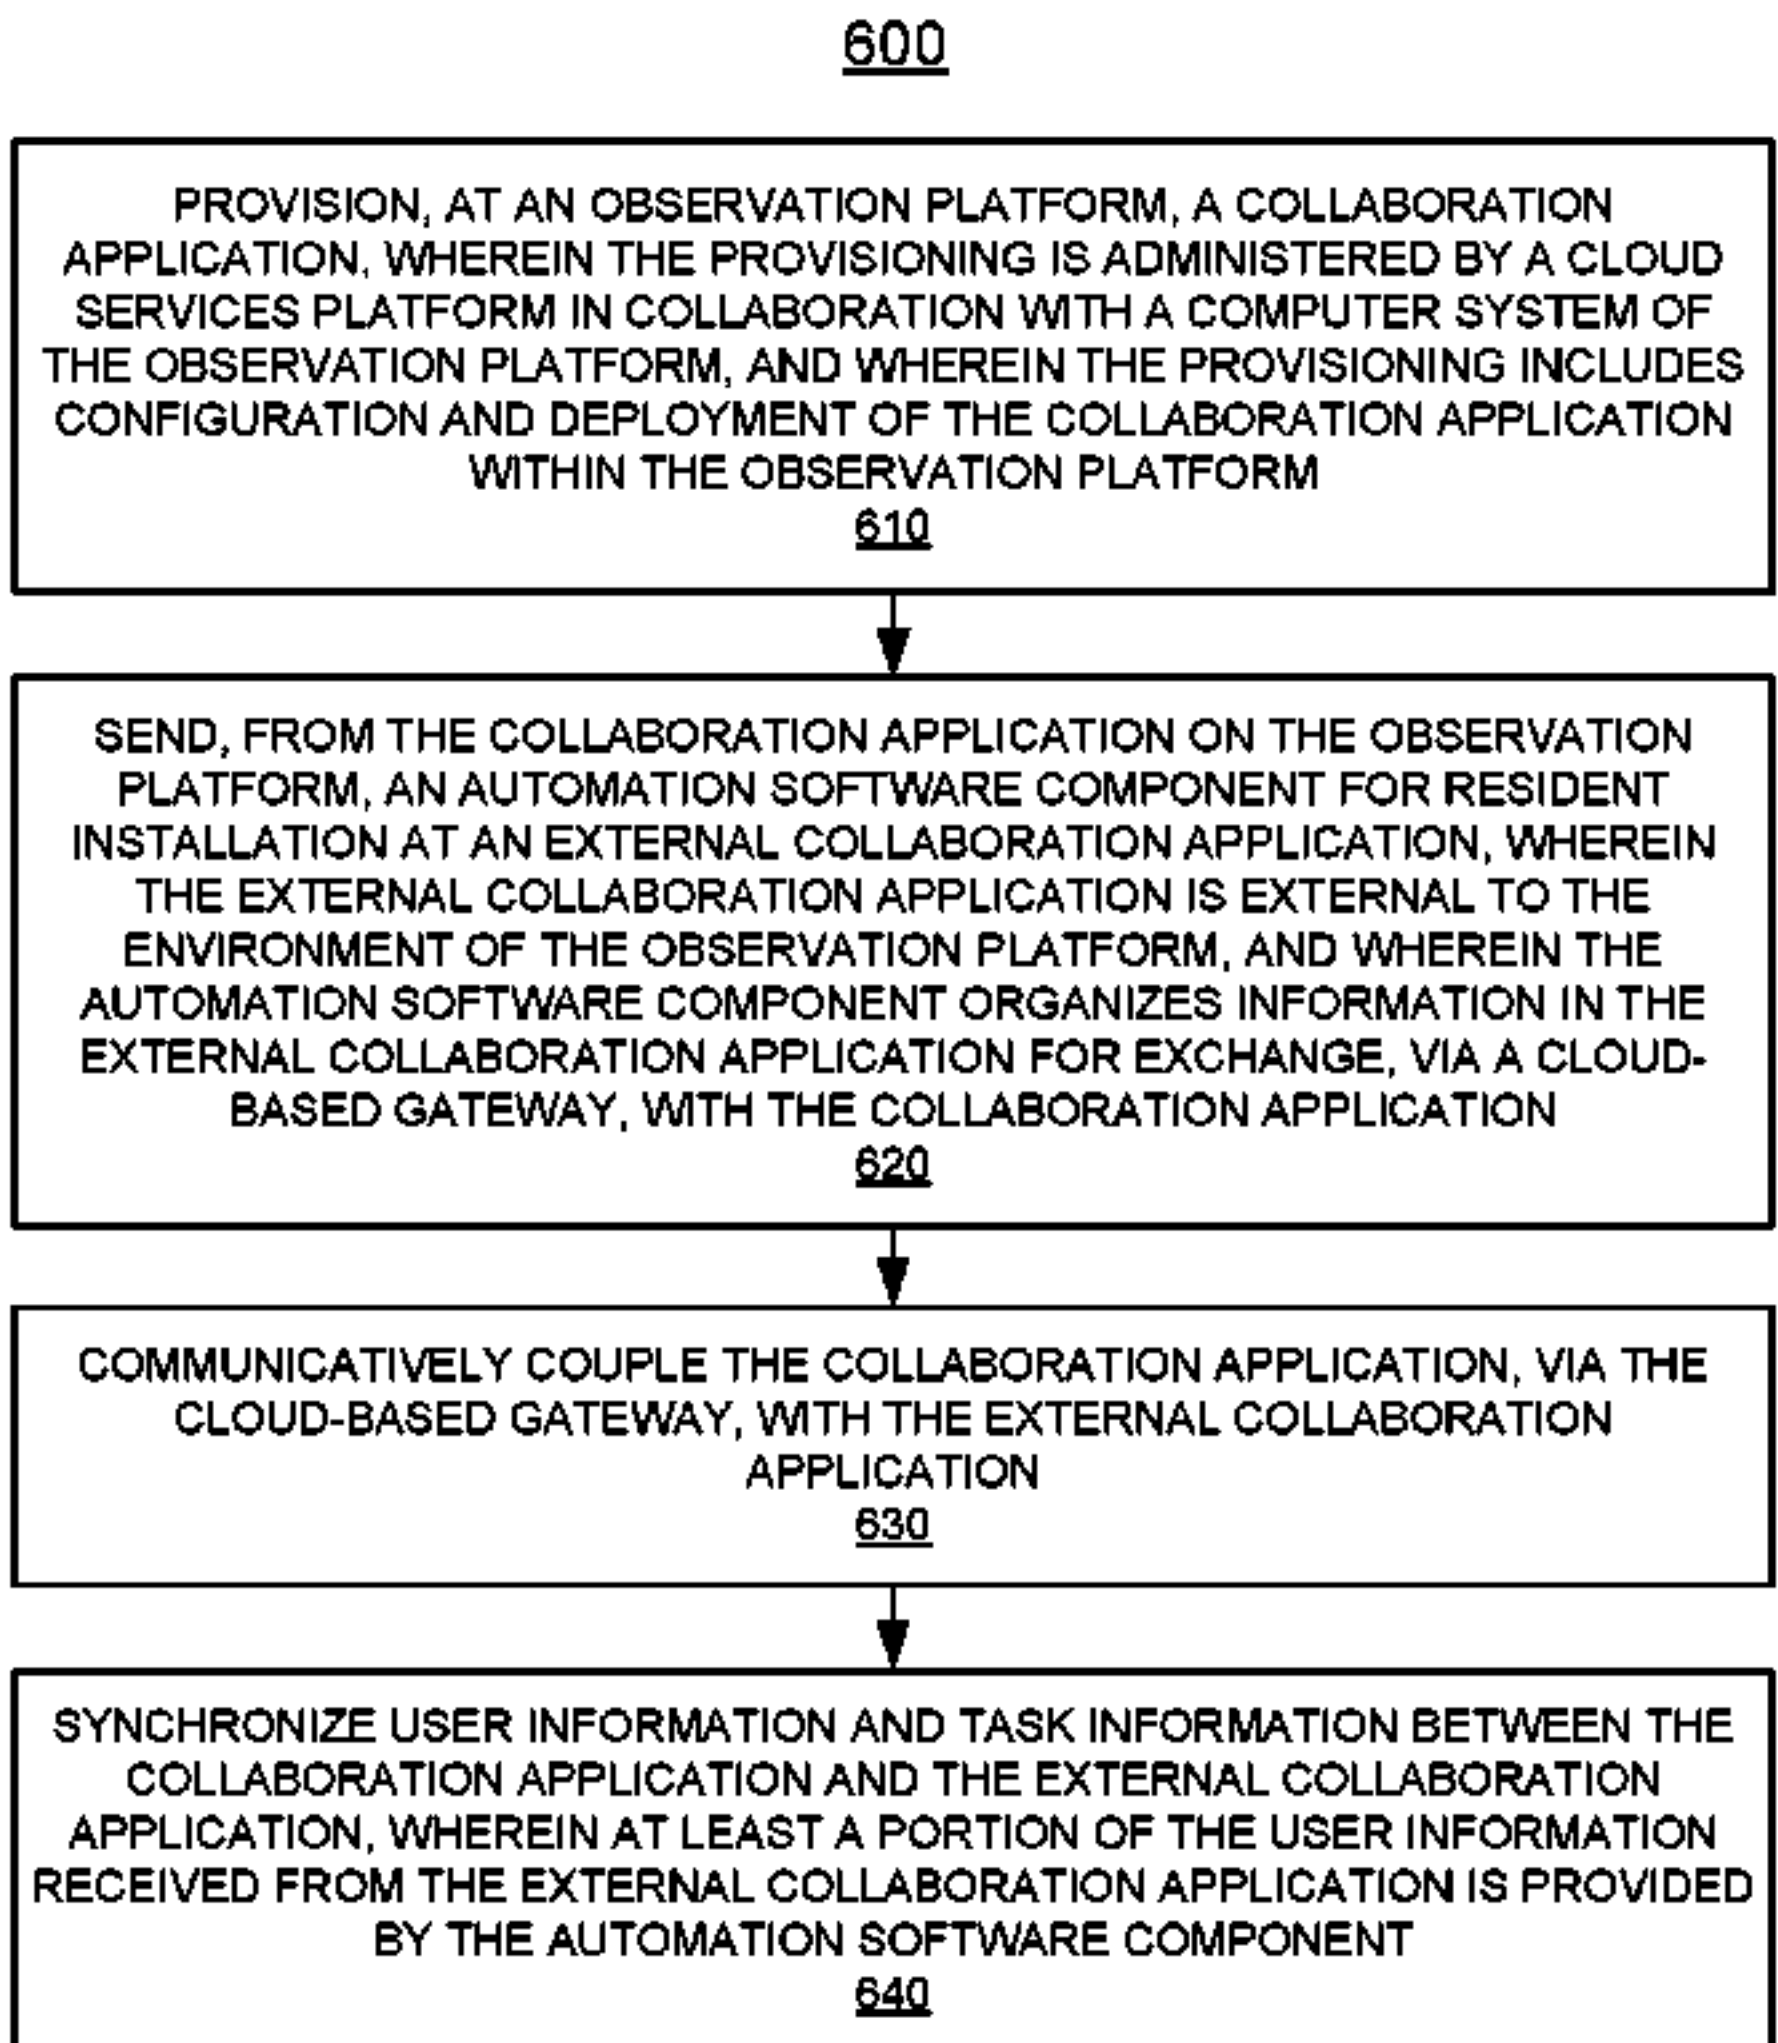 600
PROVISION, AT AN OBSERVATION PLATFORM, A COLLABORATION
APPLICATION, WHEREIN THE PROVISIONING IS ADMINISTERED BY A CLOUD
SERVICES PLATFORM IN COLLABORATION WITH A COMPUTER SYSTEM OF
THE OBSERVATION PLATFORM, AND WHEREIN THE PROVISIONING INCLUDES
CONFIGURATION AND DEPLOYMENT OF THE COLLABORATION APPLICATION
WITHIN THE OBSERVATION PLATFORM
610
SEND, FROM THE COLLABORATION APPLICATION ON THE OBSERVATION
PLATFORM, AN AUTOMATION SOFTWARE COMPONENT FOR RESIDENT
INSTALLATION AT AN EXTERNAL COLLABORATION APPLICATION, WHEREIN
THE EXTERNAL COLLABORATION APPLICATION IS EXTERNAL TO THE
ENVIRONMENT OF THE OBSERVATION PLATFORM, AND WHEREIN THE
AUTOMATION SOFTWARE COMPONENT ORGANIZES INFORMATION IN THE
EXTERNAL COLLABORATION APPLICATION FOR EXCHANGE, VIA A CLOUD-
BASED GATEWAY, WITH THE COLLABORATION APPLICATION
620
COMMUNICATIVELY COUPLE THE COLLABORATION APPLICATION, VIA THE
CLOUD-BASED GATEWAY, WITH THE EXTERNAL COLLABORATION
APPLICATION
630
SYNCHRONIZE USER INFORMATION AND TASK INFORMATION BETWEEN THE
COLLABORATION APPLICATION AND THE EXTERNAL COLLABORATION
APPLICATION, WHEREIN AT LEAST A PORTION OF THE USER INFORMATION
RECEIVED FROM THE EXTERNAL COLLABORATION APPLICATION IS PROVIDED
BY THE AUTOMATION SOFTWARE COMPONENT
640